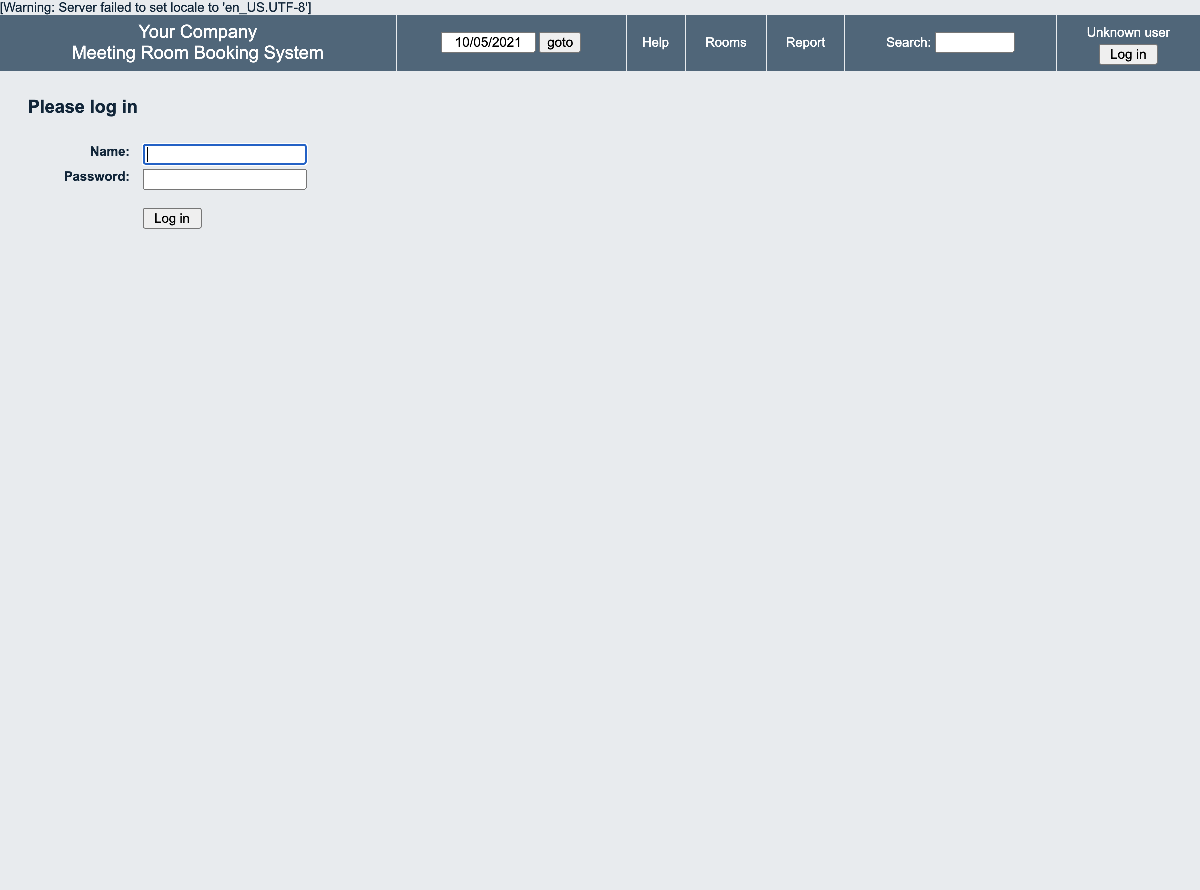 [Warning: Server failed to set locale to 'en_US.UTF-8']
Your Company
Meeting Room Booking System
10/05/2021 goto
Help
Rooms
Report
Search:
Unknown user
Log in
Please log in
Name:
Password:
Log in